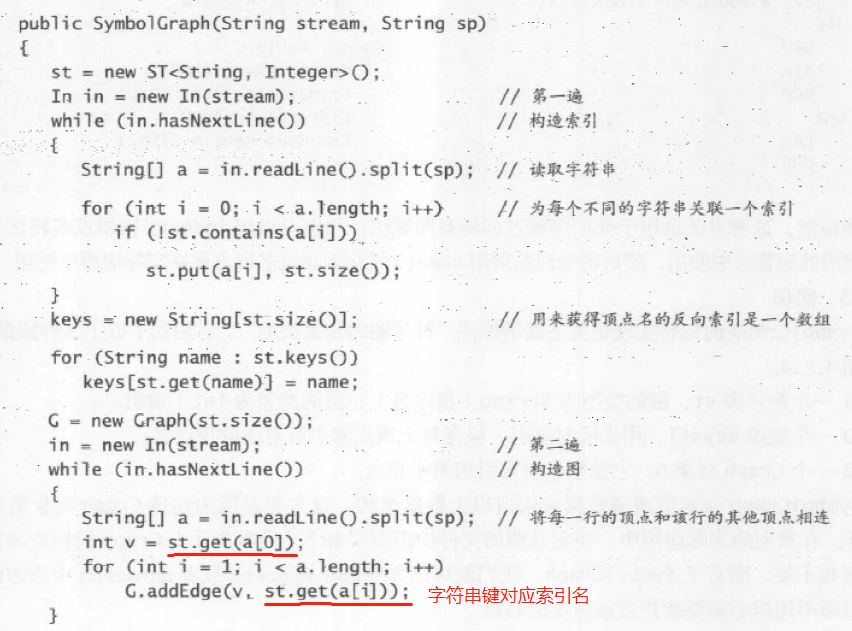 public SymbolGraph(String stream, String sp)
{
st = new ST<String, Integer>();
In in = new In(stream); // 第一遍
while (in.hasNextLine()) // 构造索引
{
String[] a = in.readLine().split(sp); // 读取字符串
for (int i = 0; i < a.length; i++) // 为每个不同的字符串关联一个索引
if (!st.contains(a[i]))
st.put(a[i], st.size());
}
keys = new String[st.size()]; // 用来获得顶点名的反向索引是一个数组
for (String name : st.keys())
keys[st.get(name)] = name;
G = new Graph(st.size());
in = new In(stream); // 第二遍
while (in.hasNextLine()) // 构造图
{
String[] a = in.readLine().split(sp); // 将每一行的顶点和该行的其他顶点相连
int v = st.get(a[0]);
for (int i = 1; i < a.length; i++)
G.addEdge(v, st.get(a[i])); 字符串键对应索引名
}